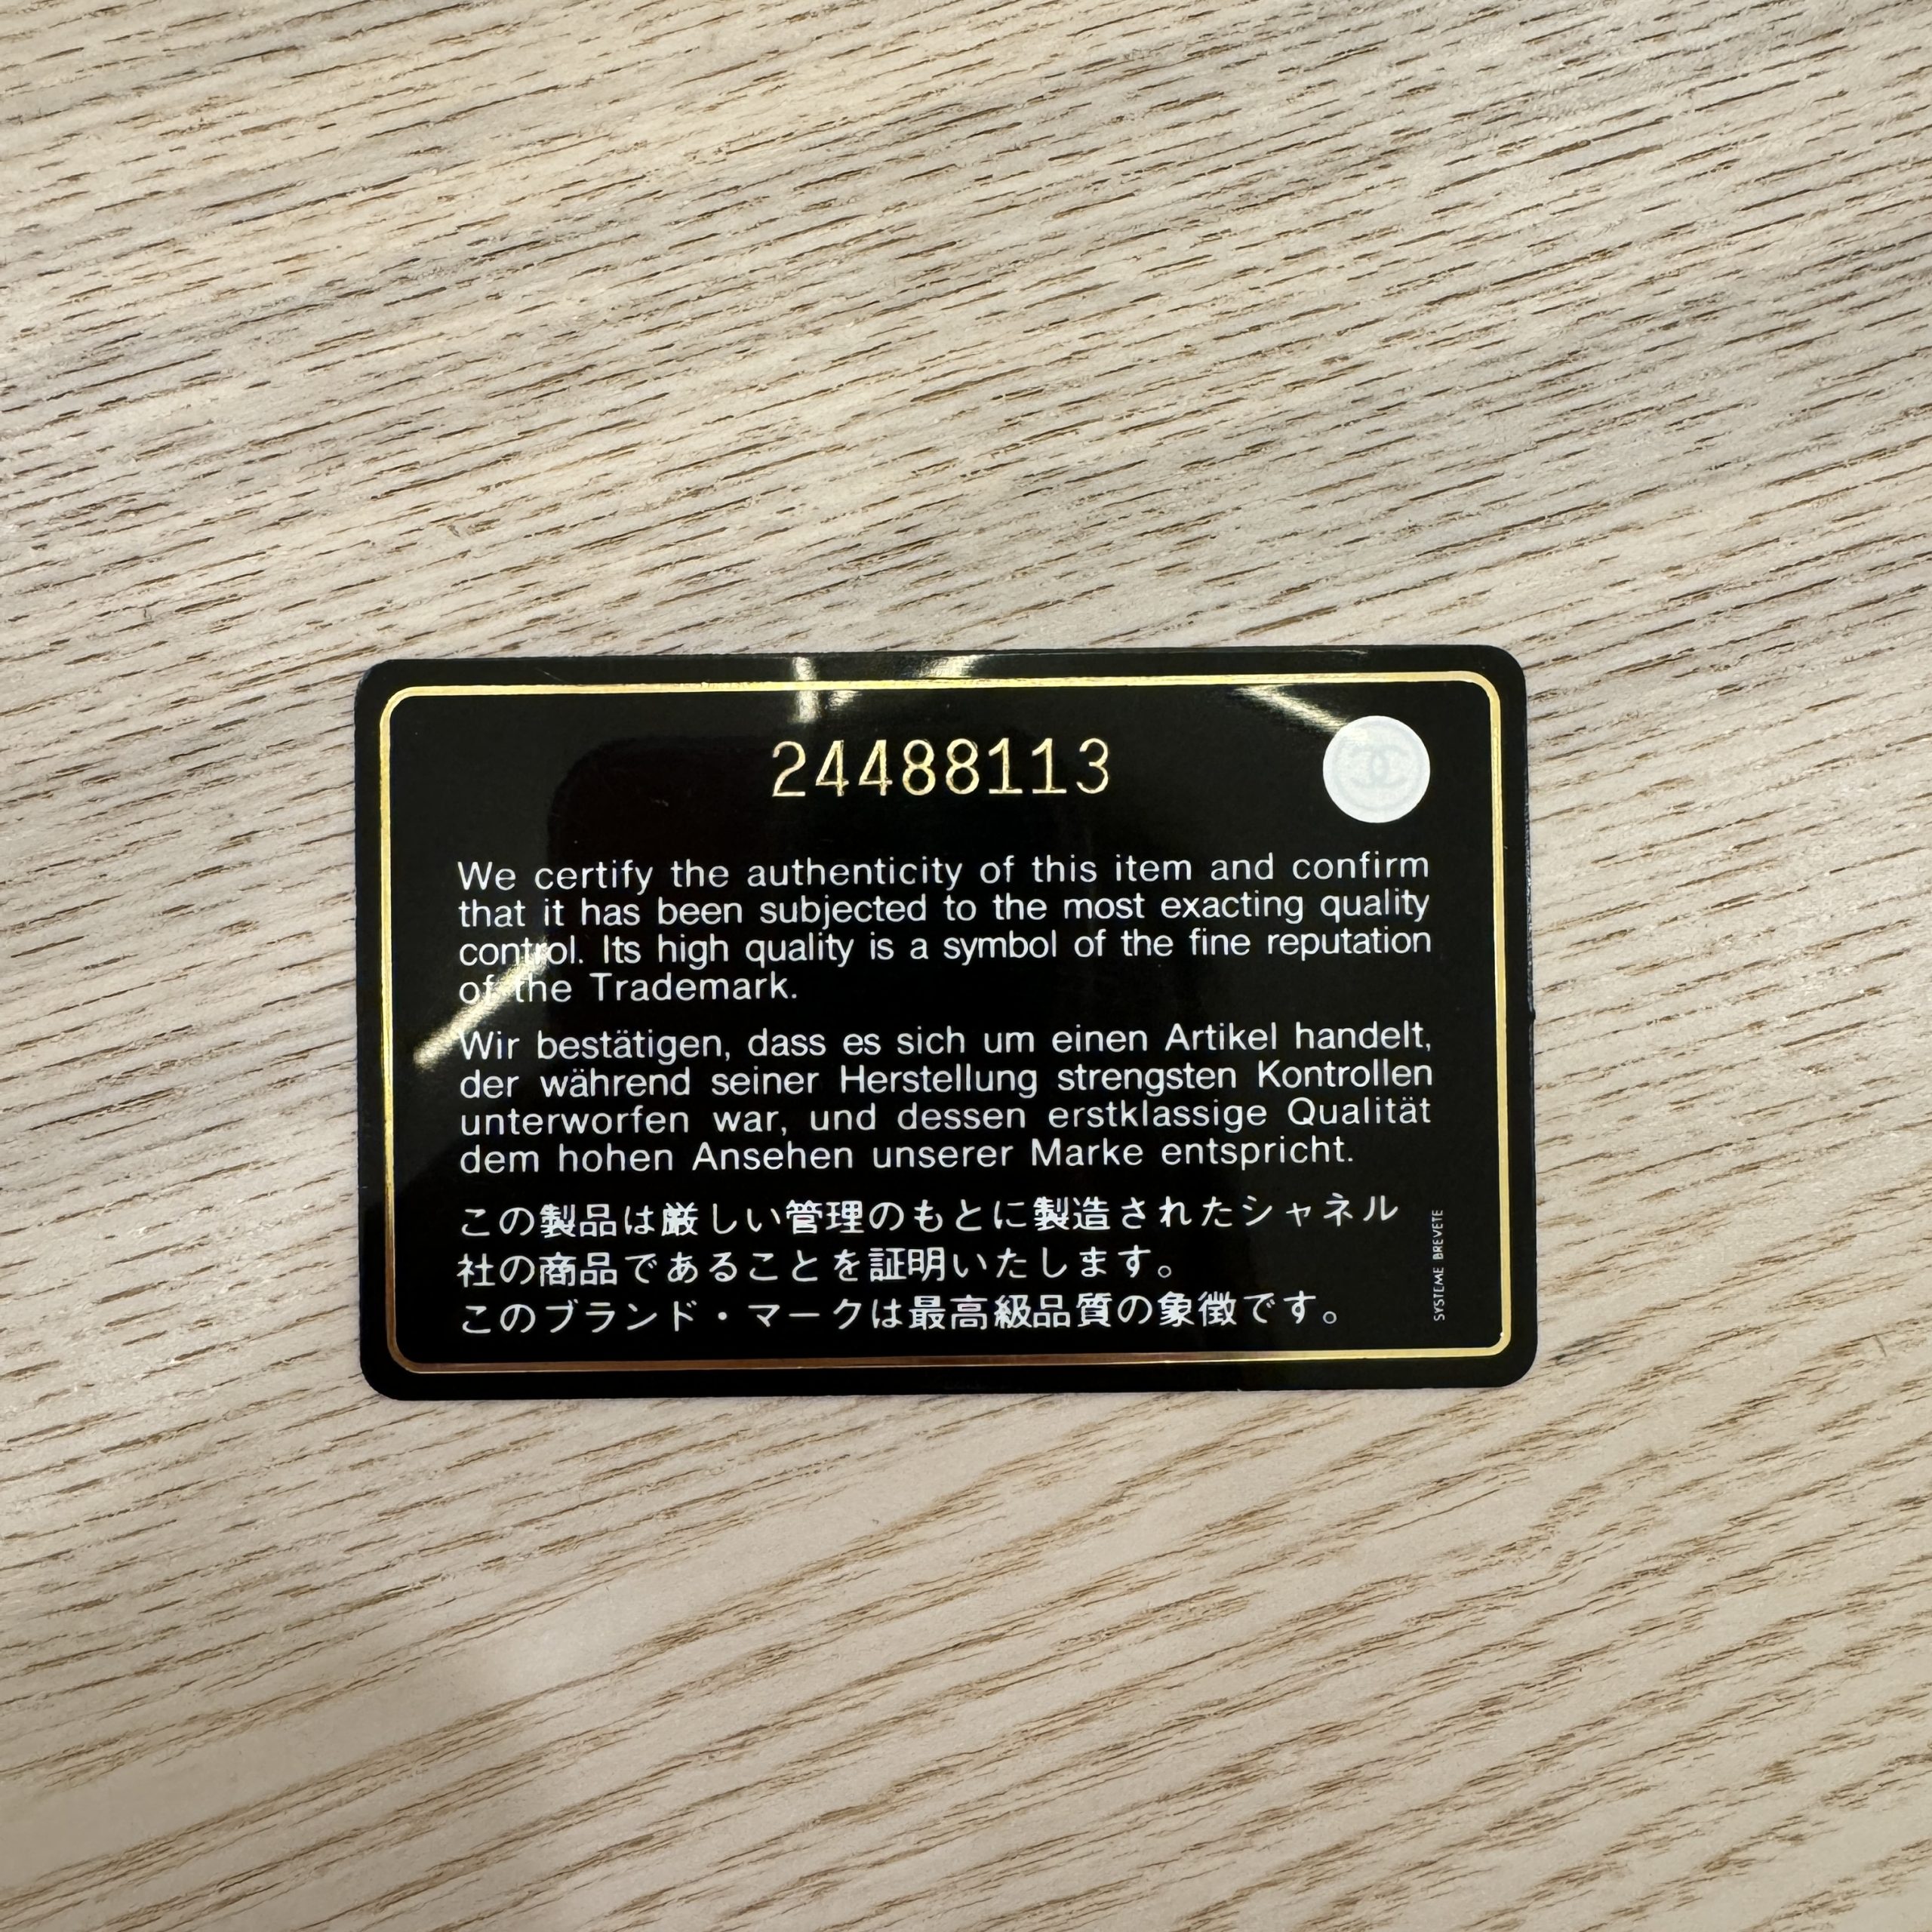 24488113
We certify the authenticity of this item and confirm
that it has been subjected to the most exacting quality
control. Its high quality is a symbol of the fine reputation
of the Trademark.
Wir bestätigen, dass es sich um einen Artikel handelt,
der während seiner Herstellung strengsten Kontrollen
unterworfen war, und dessen erstklassige Qualität
dem hohen Ansehen unserer Marke entspricht.
この製品は厳しい管理のもとに製造されたシャネル
社の商品であることを証明いたします。
このブランド・マークは最高級品質の象徴です。
SYSTEME BREVETE